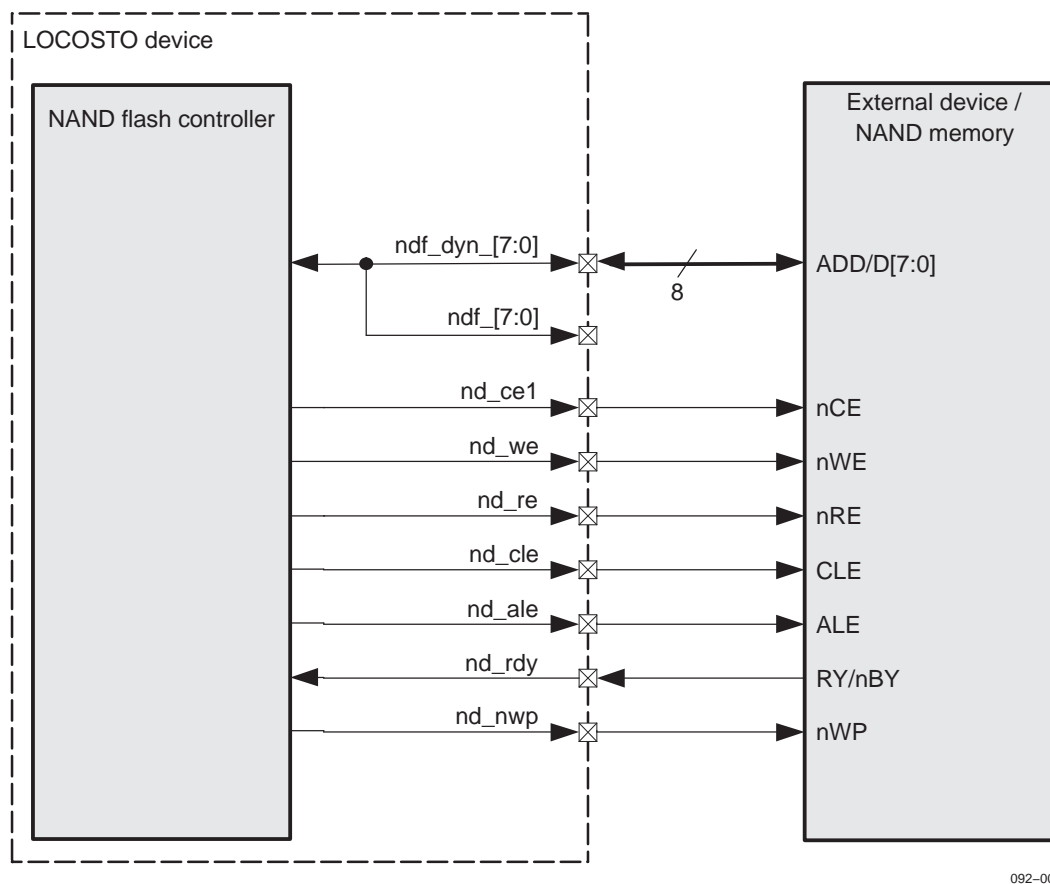 LOCOSTO device
NAND flash controller
External device /
NAND memory
ndf_dyn_[7:0]
ADD/D[7:0]
8
ndf_[7:0]
nd_ce1
nCE
nd_we
nWE
nd_re
nRE
nd_cle
CLE
nd_ale
ALE
nd_rdy
RY/nBY
nd_nwp
nWP